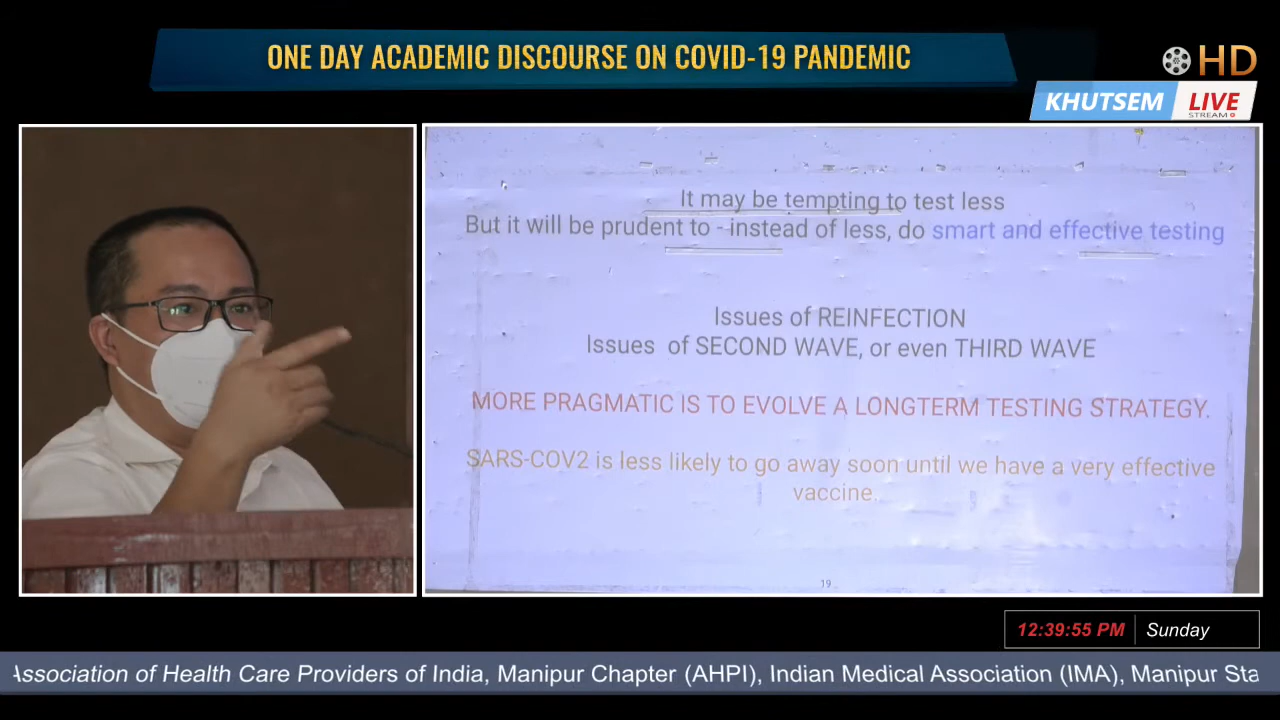 ONE DAY ACADEMIC DISCOURSE ON COVID-19 PANDEMIC
HD
KHUTSEM LIVE
STREAM
It may be tempting to test less
But it will be prudent to - instead of less, do smart and effective testing
Issues of REINFECTION
Issues of SECOND WAVE, or even THIRD WAVE
MORE PRAGMATIC IS TO EVOLVE A LONGTERM TESTING STRATEGY.
SARS-COV2 is less likely to go away soon until we have a very effective
vaccine.
19
12:39:55 PM Sunday
Association of Health Care Providers of India, Manipur Chapter (AHPI), Indian Medical Association (IMA), Manipur Sta